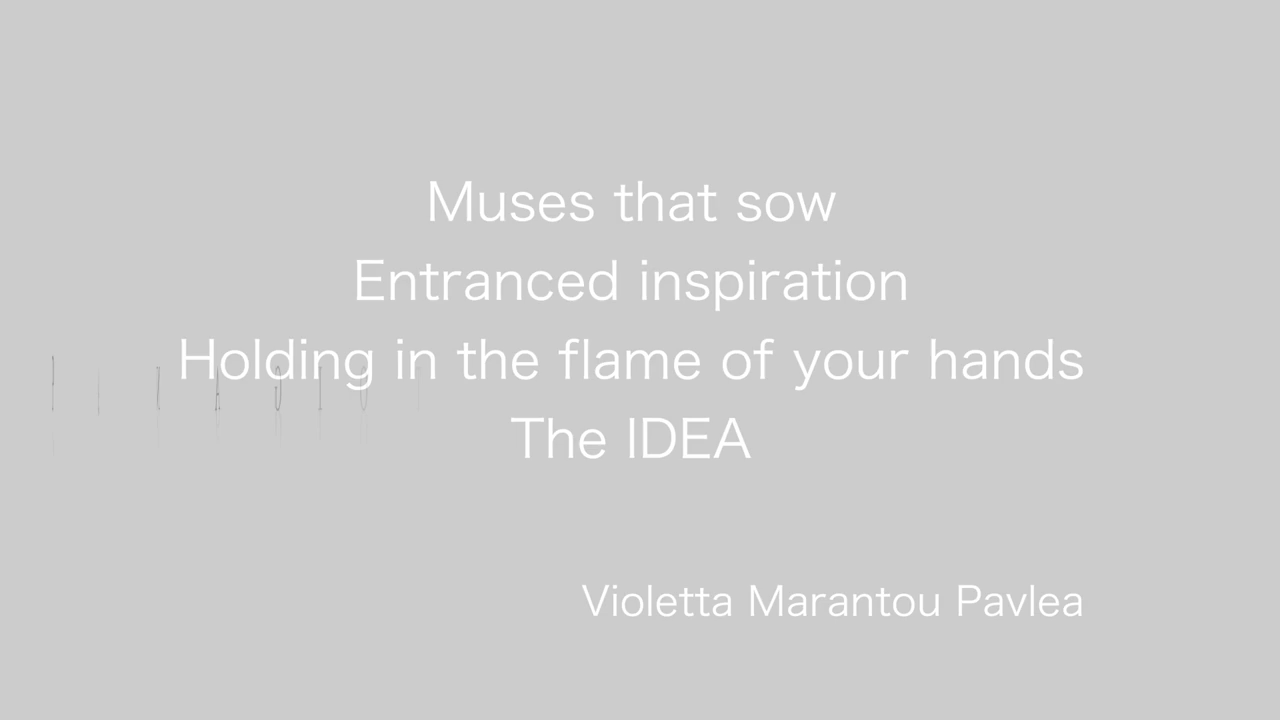 Muses that sow
Entranced inspiration
Holding in the flame of your hands
The IDEA
Violetta Marantou Pavlea